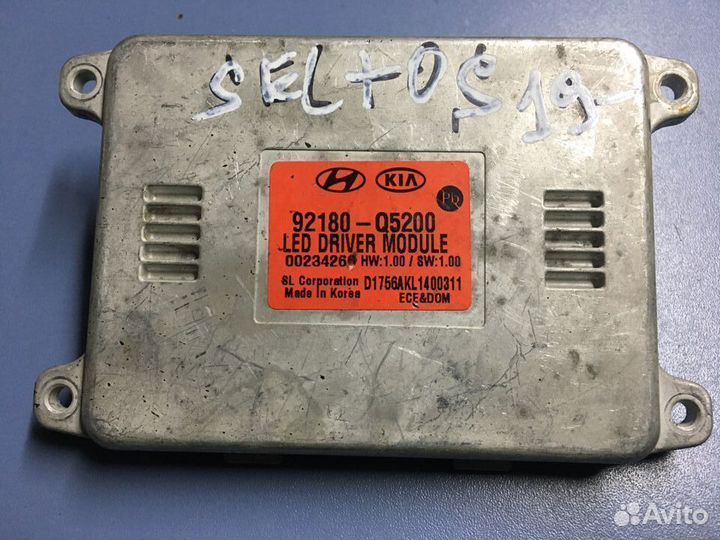 SELTOS 19-
KIA
PD
92180-Q5200
LED DRIVER MODULE
0023426 HW:1.00 / SW:1.00
SL Corporation D1756AKL1400311
Made In Korea ECE&DOM
Avito